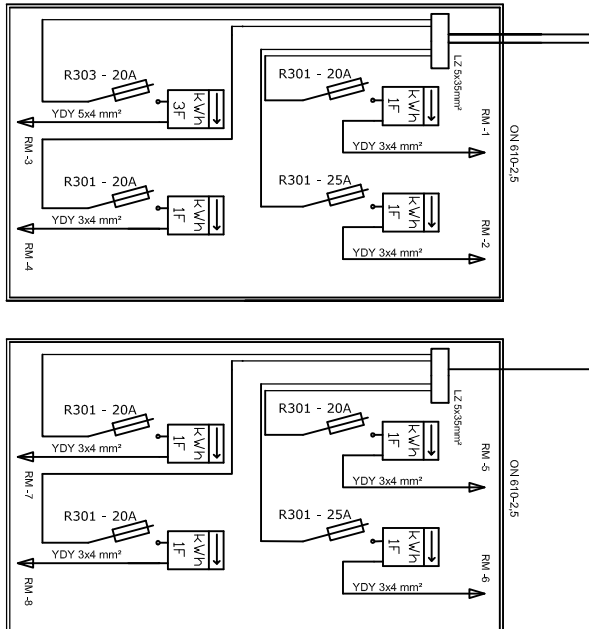 R303 - 20A
kWh
3F
YDY 5x4 mm²
RM -3
R301 - 20A
kWh
1F
YDY 3x4 mm²
RM -1
LZ 5x35mm²
ON 610-2,5
R301 - 20A
kWh
1F
YDY 3x4 mm²
RM -4
R301 - 25A
kWh
1F
YDY 3x4 mm²
RM -2
R301 - 20A
kWh
1F
YDY 3x4 mm²
RM -7
R301 - 20A
kWh
1F
YDY 3x4 mm²
RM -5
LZ 5x35mm²
ON 610-2,5
R301 - 20A
kWh
1F
YDY 3x4 mm²
RM -8
R301 - 25A
kWh
1F
YDY 3x4 mm²
RM -6